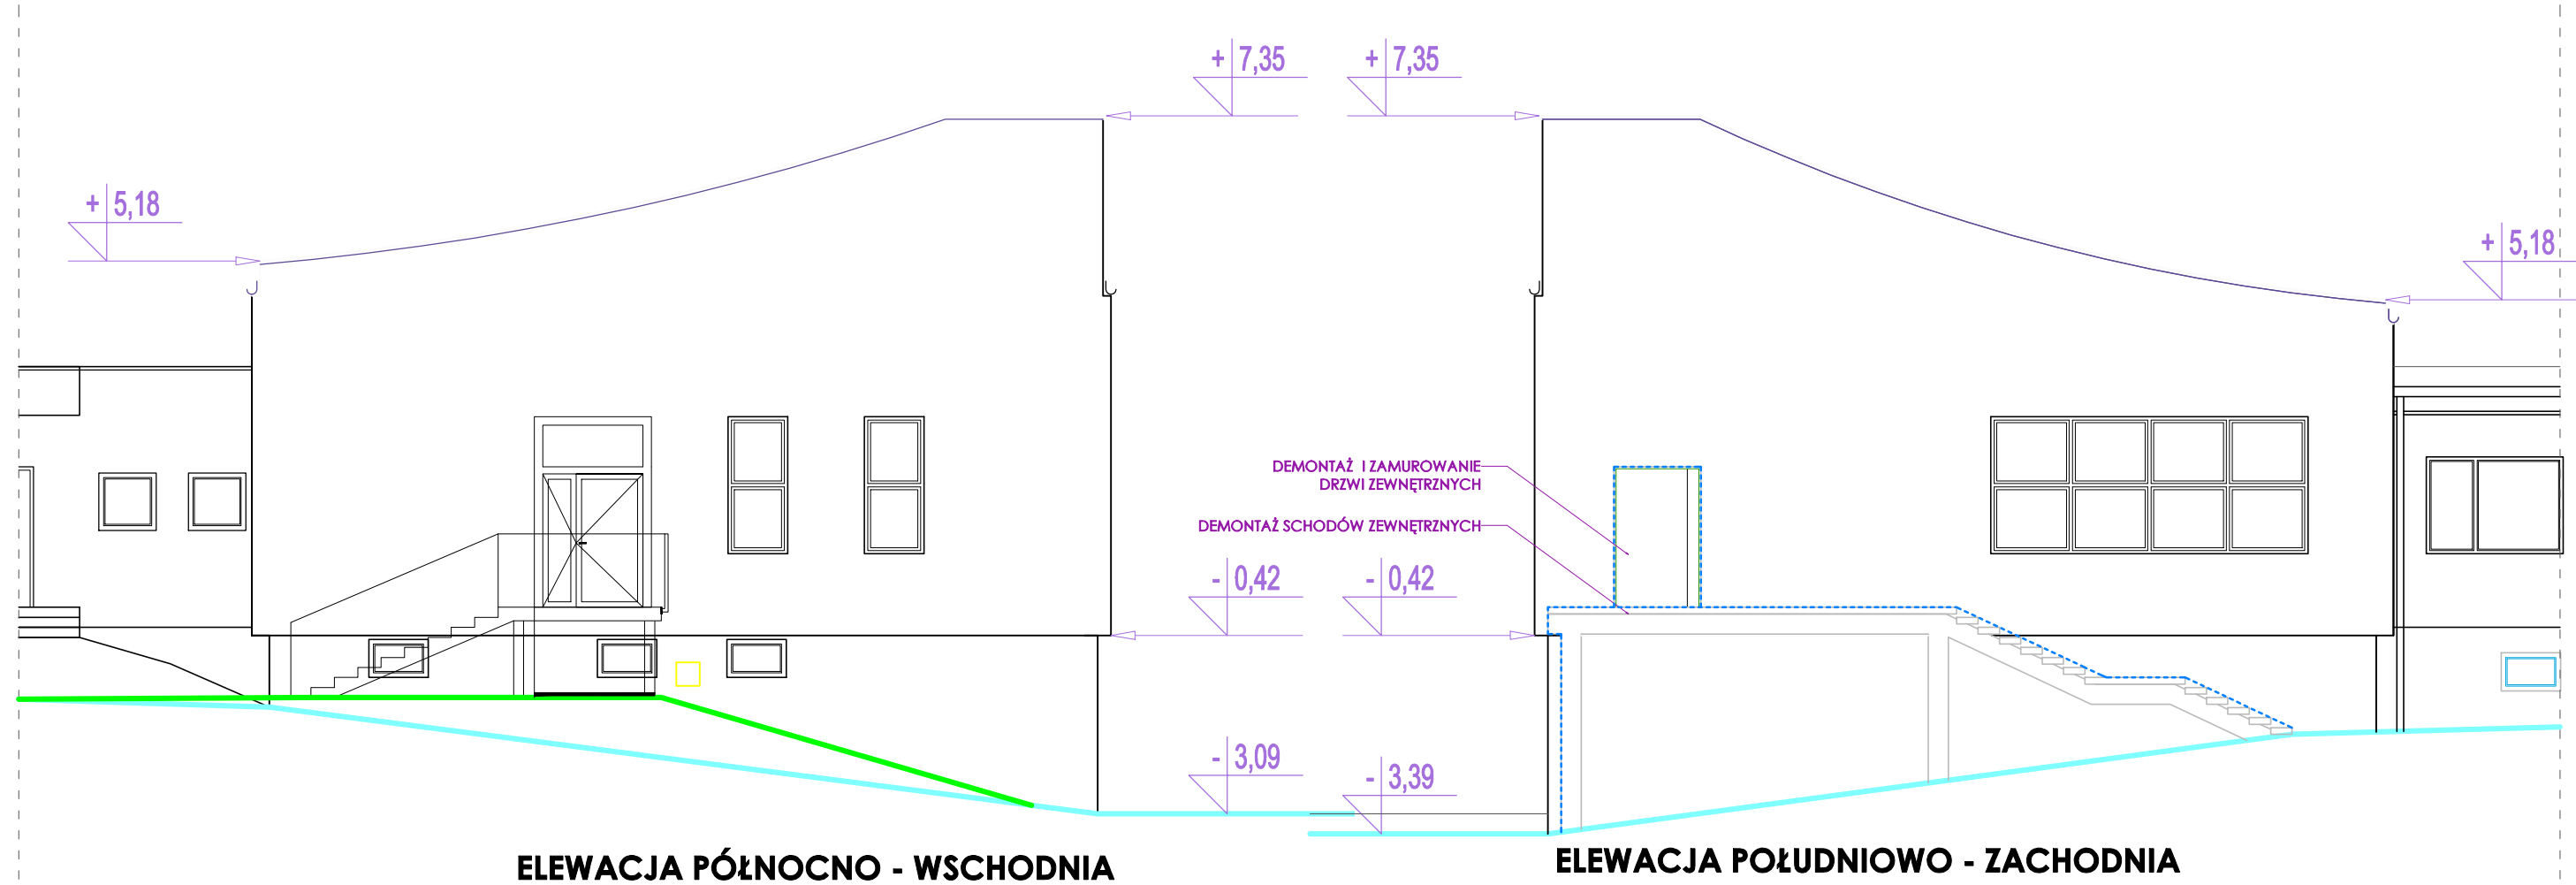 + 7,35
+ 7,35
+ 5,18
+ 5,18
DEMONTAŻ I ZAMUROWANIE
DRZWI ZEWNĘTRZNYCH
DEMONTAŻ SCHODÓW ZEWNĘTRZNYCH
- 0,42
- 0,42
- 3,09
- 3,39
ELEWACJA PÓŁNOCNO - WSCHODNIA
ELEWACJA POŁUDNIOWO - ZACHODNIA